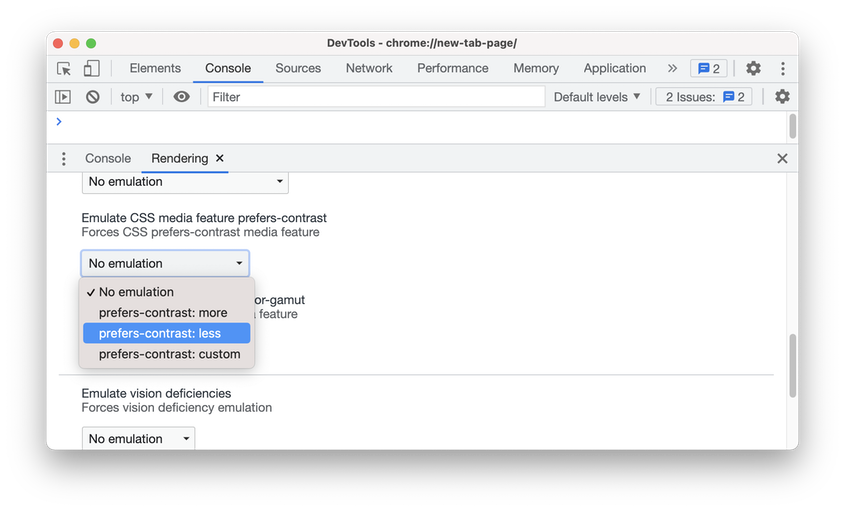 DevTools - chrome://new-tab-page/
Elements Console Sources Network Performance Memory Application » 2
top ▼ Filter Default levels ▼ 2 Issues: 2
>
Console Rendering ×
No emulation
Emulate CSS media feature prefers-contrast
Forces CSS prefers-contrast media feature
No emulation
✓ No emulation
or-gamut
prefers-contrast: more
feature
prefers-contrast: less
prefers-contrast: custom
Emulate vision deficiencies
Forces vision deficiency emulation
No emulation